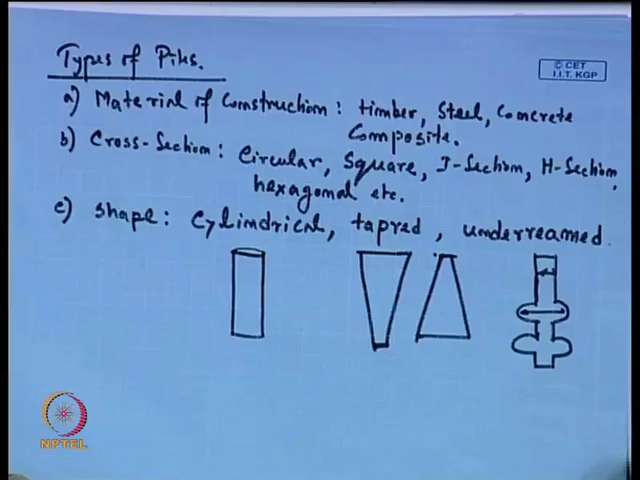 Types of Piles.
© CET
I.I.T. KGP
a) Material of Construction : timber, Steel, Concrete
Composite.
b) Cross-Section : Circular, Square, I-Section, H-Section,
hexagonal etc.
c) Shape : Cylindrical, tapred, underreamed.
NPTEL